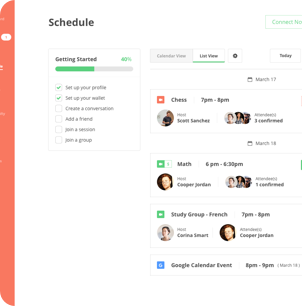 Schedule
Connect No
Getting Started
40%
Set up your profile
Set up your wallet
Create a conversation
Add a friend
Join a session
Join a group
Calendar View
List View
Today
March 17
Chess
7pm - 8pm
Host
Scott Sanchez
Attendee(s)
3 confirmed
March 18
Math
6 pm - 6:30pm
Host
Cooper Jordan
Attendee(s)
1 confirmed
Study Group - French
7pm - 8pm
Host
Corina Smart
Attendee(s)
Cooper Jordan
G
Google Calendar Event
8pm - 9pm
( March 18 )